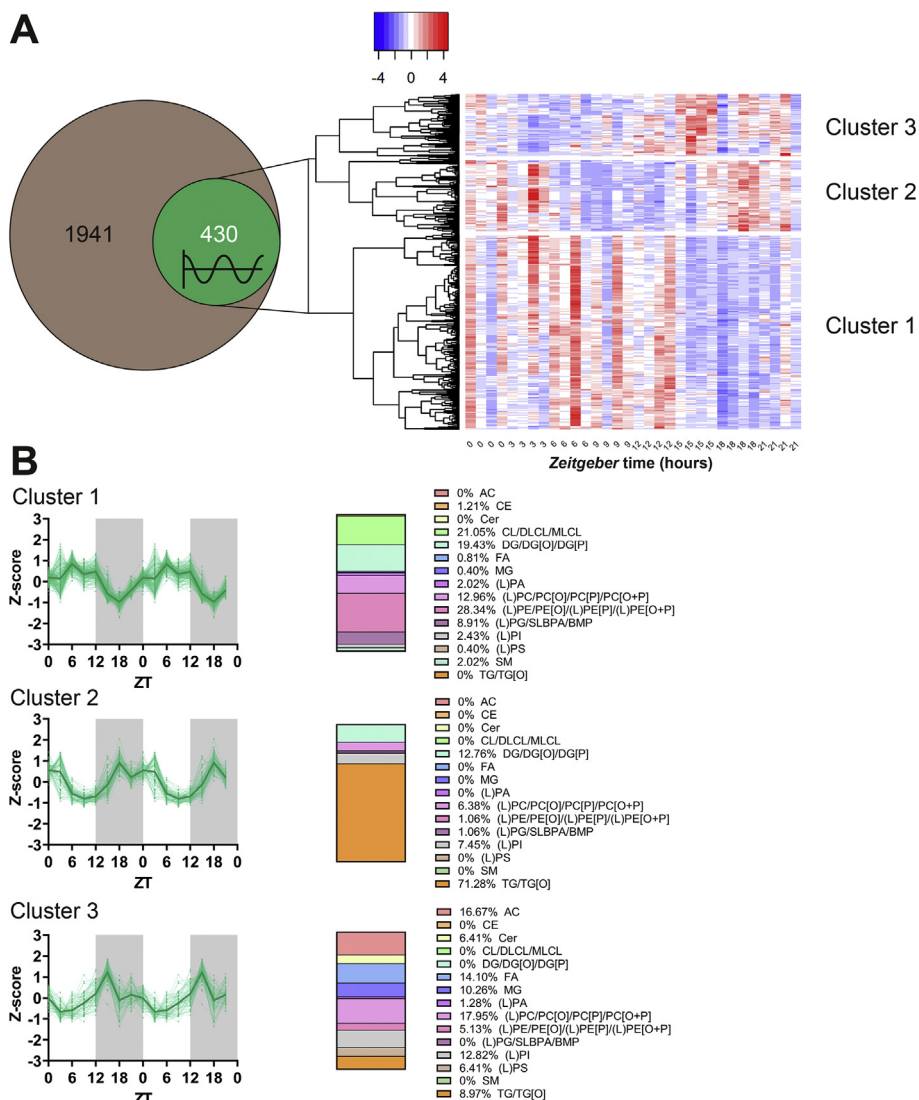 A
-4 0 4
1941
430
Cluster 3
Cluster 2
Cluster 1
0 0 0 0 3 3 3 3 6 6 6 6 9 9 9 9 12 12 12 12 15 15 15 15 18 18 18 18 21 21 21 21
Zeitgeber time (hours)
B
Cluster 1
3
2
1
0
-1
-2
-3
Z-score
0 6 12 18 0 6 12 18 0
ZT
0% AC
1.21% CE
0% Cer
21.05% CL/DLCL/MLCL
19.43% DG/DG[O]/DG[P]
0.81% FA
0.40% MG
2.02% (L)PA
12.96% (L)PC/PC[O]/PC[P]/PC[O+P]
28.34% (L)PE/PE[O]/(L)PE[P]/(L)PE[O+P]
8.91% (L)PG/SLBPA/BMP
2.43% (L)PI
0.40% (L)PS
2.02% SM
0% TG/TG[O]
Cluster 2
3
2
1
0
-1
-2
-3
Z-score
0 6 12 18 0 6 12 18 0
ZT
0% AC
0% CE
0% Cer
0% CL/DLCL/MLCL
12.76% DG/DG[O]/DG[P]
0% FA
0% MG
0% (L)PA
6.38% (L)PC/PC[O]/PC[P]/PC[O+P]
1.06% (L)PE/PE[O]/(L)PE[P]/(L)PE[O+P]
1.06% (L)PG/SLBPA/BMP
7.45% (L)PI
0% (L)PS
0% SM
71.28% TG/TG[O]
Cluster 3
3
2
1
0
-1
-2
-3
Z-score
0 6 12 18 0 6 12 18 0
ZT
16.67% AC
0% CE
6.41% Cer
0% CL/DLCL/MLCL
0% DG/DG[O]/DG[P]
14.10% FA
10.26% MG
1.28% (L)PA
17.95% (L)PC/PC[O]/PC[P]/PC[O+P]
5.13% (L)PE/PE[O]/(L)PE[P]/(L)PE[O+P]
0% (L)PG/SLBPA/BMP
12.82% (L)PI
6.41% (L)PS
0% SM
8.97% TG/TG[O]